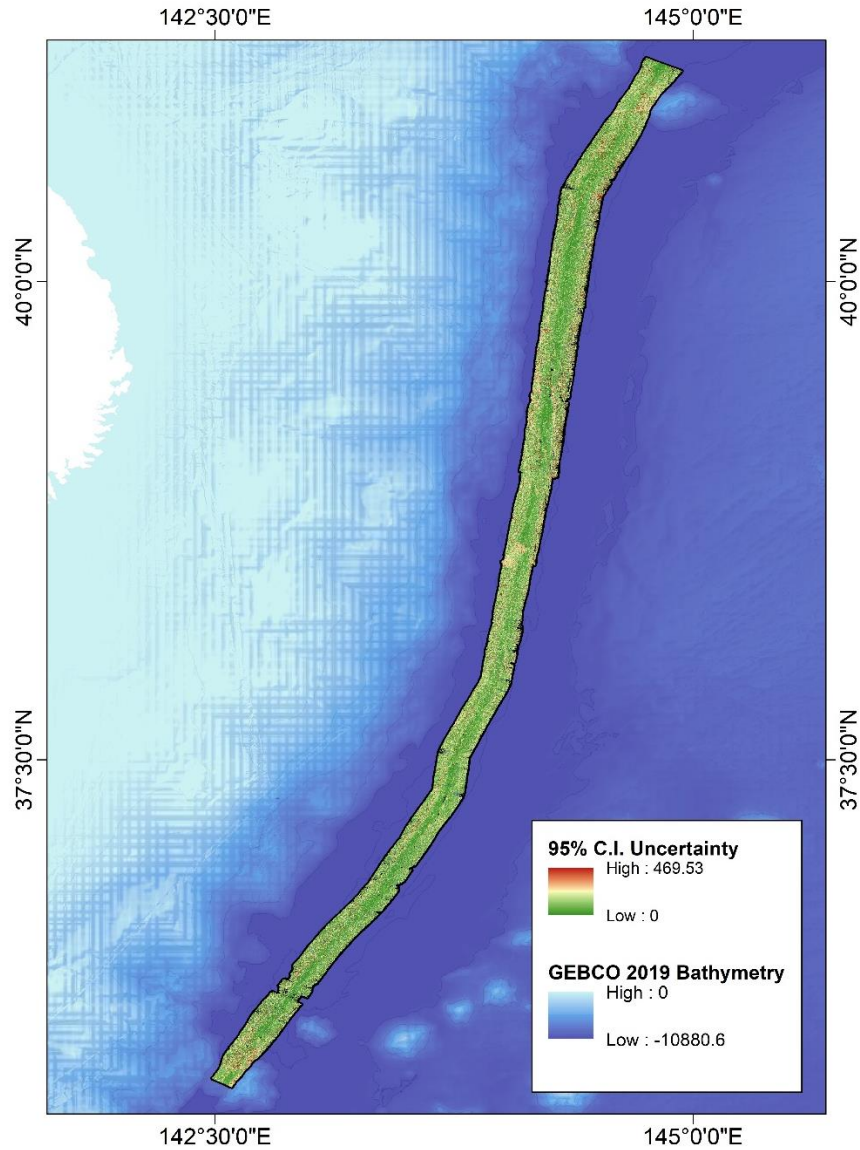 142°30'0"E 145°0'0"E
40°0'0"N 40°0'0"N
37°30'0"N 37°30'0"N
95% C.I. Uncertainty
High : 469.53
Low : 0
GEBCO 2019 Bathymetry
High : 0
Low : -10880.6
142°30'0"E 145°0'0"E